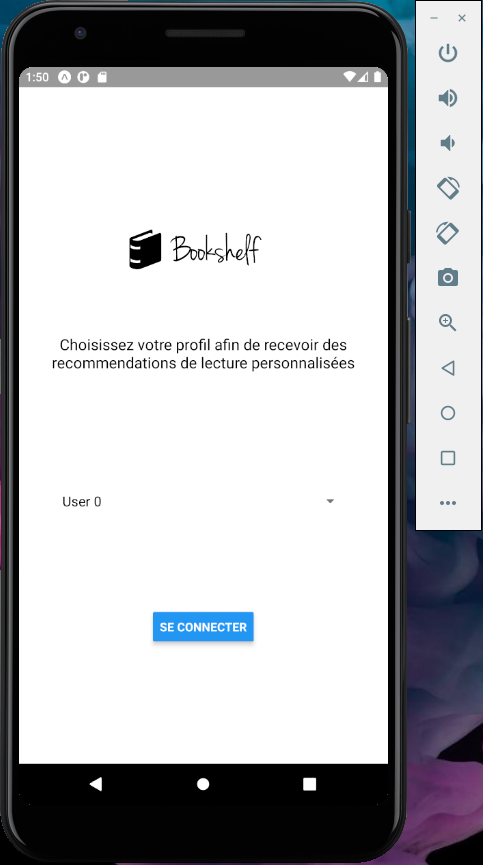 1:50
Bookshelf
Choisissez votre profil afin de recevoir des
recommendations de lecture personnalisées
User 0
SE CONNECTER